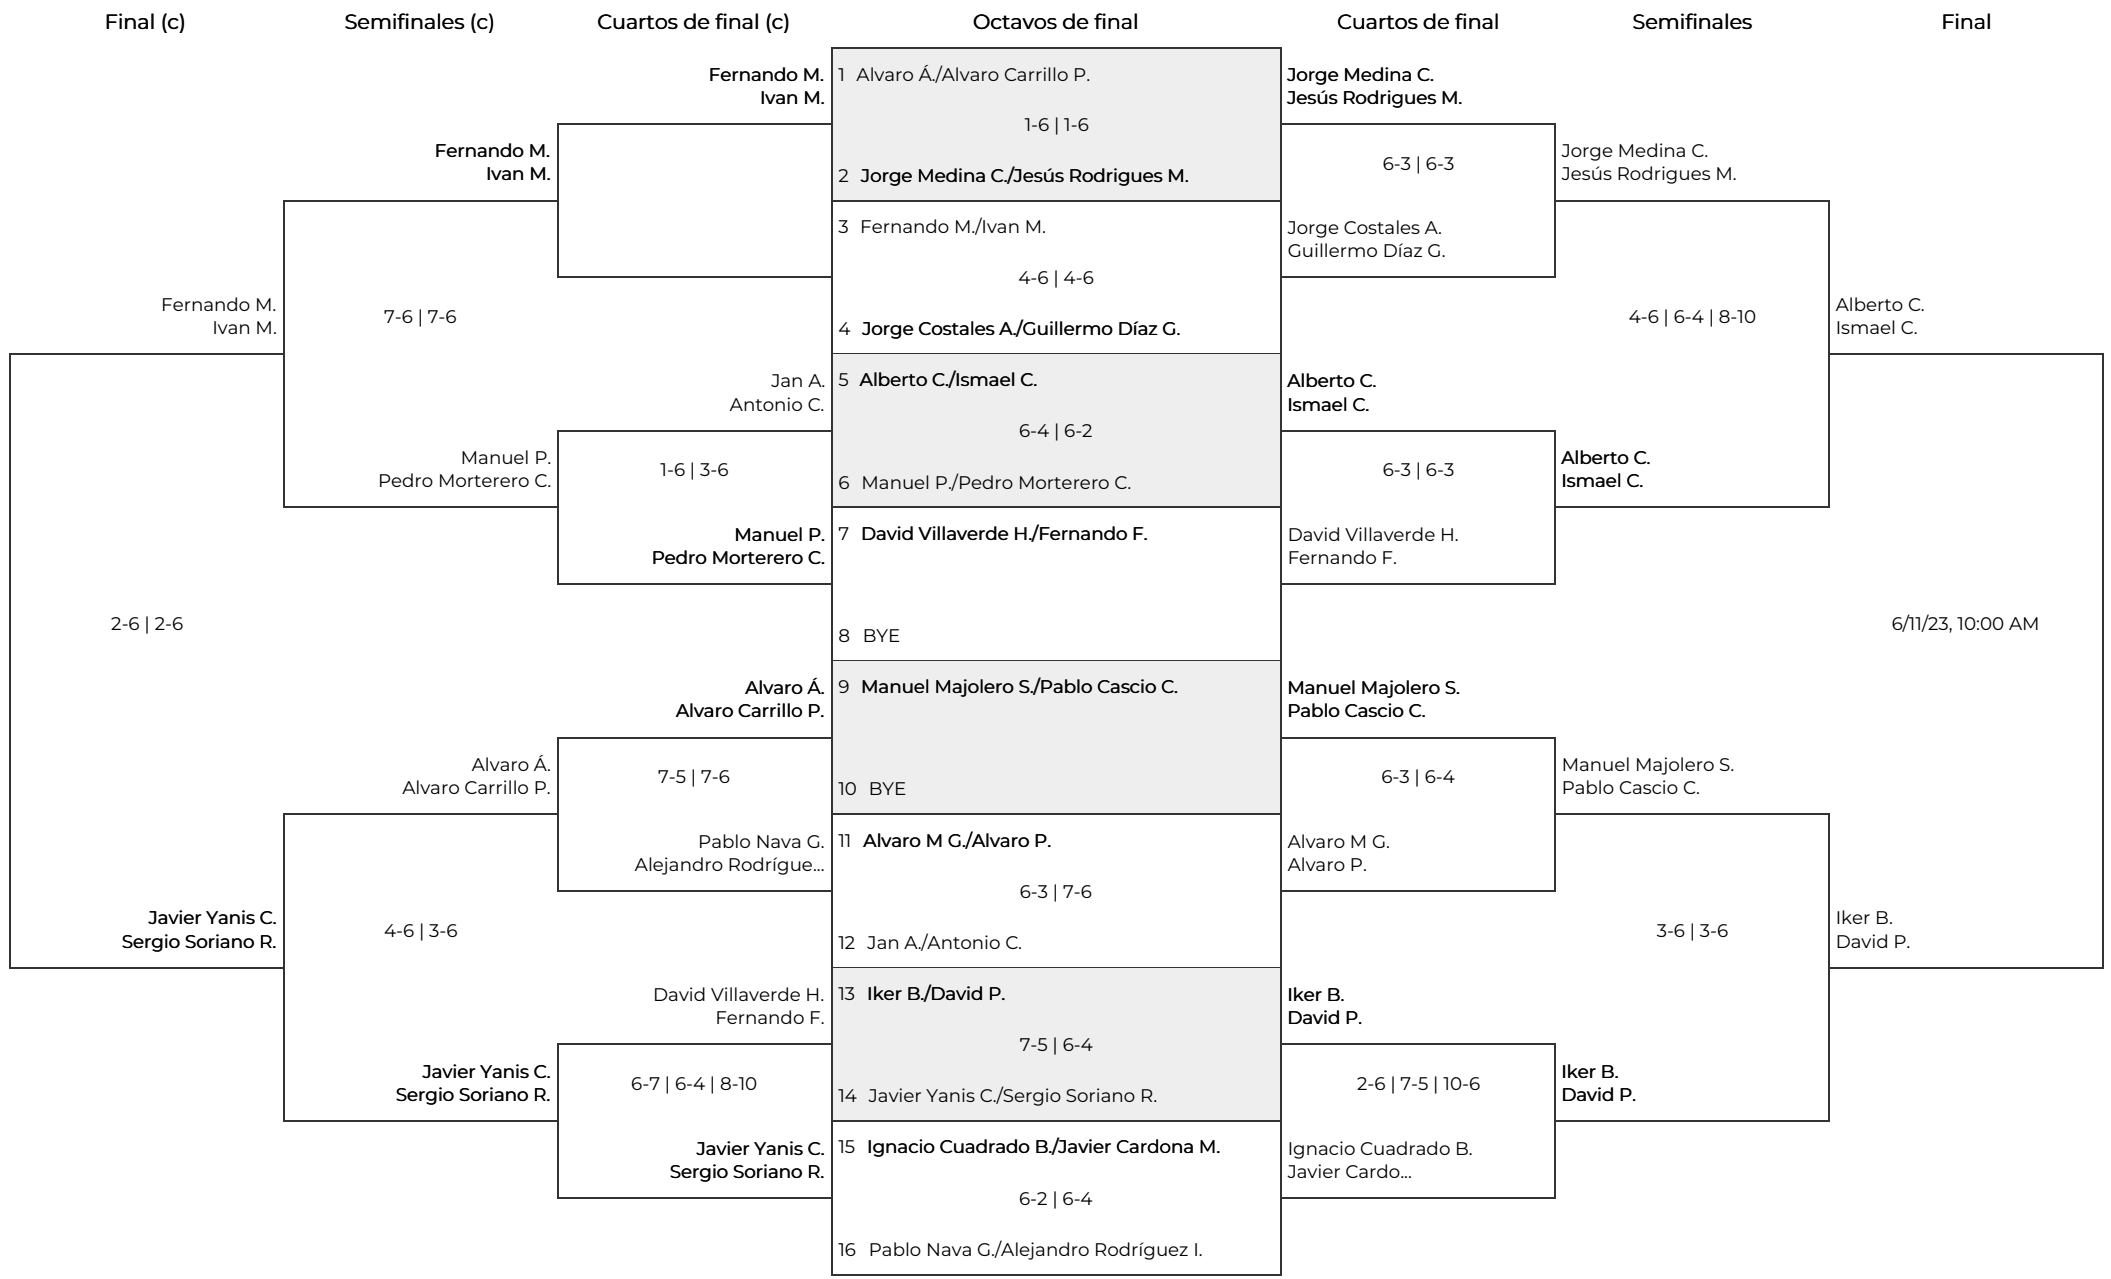 Final (c)
Semifinales (c)
Cuartos de final (c)
Octavos de final
Cuartos de final
Semifinales
Final
Fernando M.
Ivan M.
Fernando M.
Ivan M.
Fernando M.
Ivan M.
7-6 | 7-6
Jan A.
Antonio C.
Manuel P.
Pedro Morterero C.
1-6 | 3-6
Manuel P.
Pedro Morterero C.
2-6 | 2-6
Alvaro Á.
Alvaro Carrillo P.
Alvaro Á.
Alvaro Carrillo P.
7-5 | 7-6
Pablo Nava G.
Alejandro Rodrígue...
Javier Yanis C.
Sergio Soriano R.
4-6 | 3-6
David Villaverde H.
Fernando F.
Javier Yanis C.
Sergio Soriano R.
6-7 | 6-4 | 8-10
Javier Yanis C.
Sergio Soriano R.
1 Alvaro Á./Alvaro Carrillo P.
1-6 | 1-6
2 Jorge Medina C./Jesús Rodrigues M.
3 Fernando M./Ivan M.
4-6 | 4-6
4 Jorge Costales A./Guillermo Díaz G.
5 Alberto C./Ismael C.
6-4 | 6-2
6 Manuel P./Pedro Morterero C.
7 David Villaverde H./Fernando F.
8 BYE
9 Manuel Majolero S./Pablo Cascio C.
10 BYE
11 Alvaro M G./Alvaro P.
6-3 | 7-6
12 Jan A./Antonio C.
13 Iker B./David P.
7-5 | 6-4
14 Javier Yanis C./Sergio Soriano R.
15 Ignacio Cuadrado B./Javier Cardona M.
6-2 | 6-4
16 Pablo Nava G./Alejandro Rodríguez I.
Jorge Medina C.
Jesús Rodrigues M.
6-3 | 6-3
Jorge Medina C.
Jesús Rodrigues M.
Jorge Costales A.
Guillermo Díaz G.
4-6 | 6-4 | 8-10
Alberto C.
Ismael C.
Alberto C.
Ismael C.
6-3 | 6-3
Alberto C.
Ismael C.
David Villaverde H.
Fernando F.
6/11/23, 10:00 AM
Manuel Majolero S.
Pablo Cascio C.
6-3 | 6-4
Manuel Majolero S.
Pablo Cascio C.
Alvaro M G.
Alvaro P.
3-6 | 3-6
Iker B.
David P.
Iker B.
David P.
2-6 | 7-5 | 10-6
Iker B.
David P.
Ignacio Cuadrado B.
Javier Cardo...